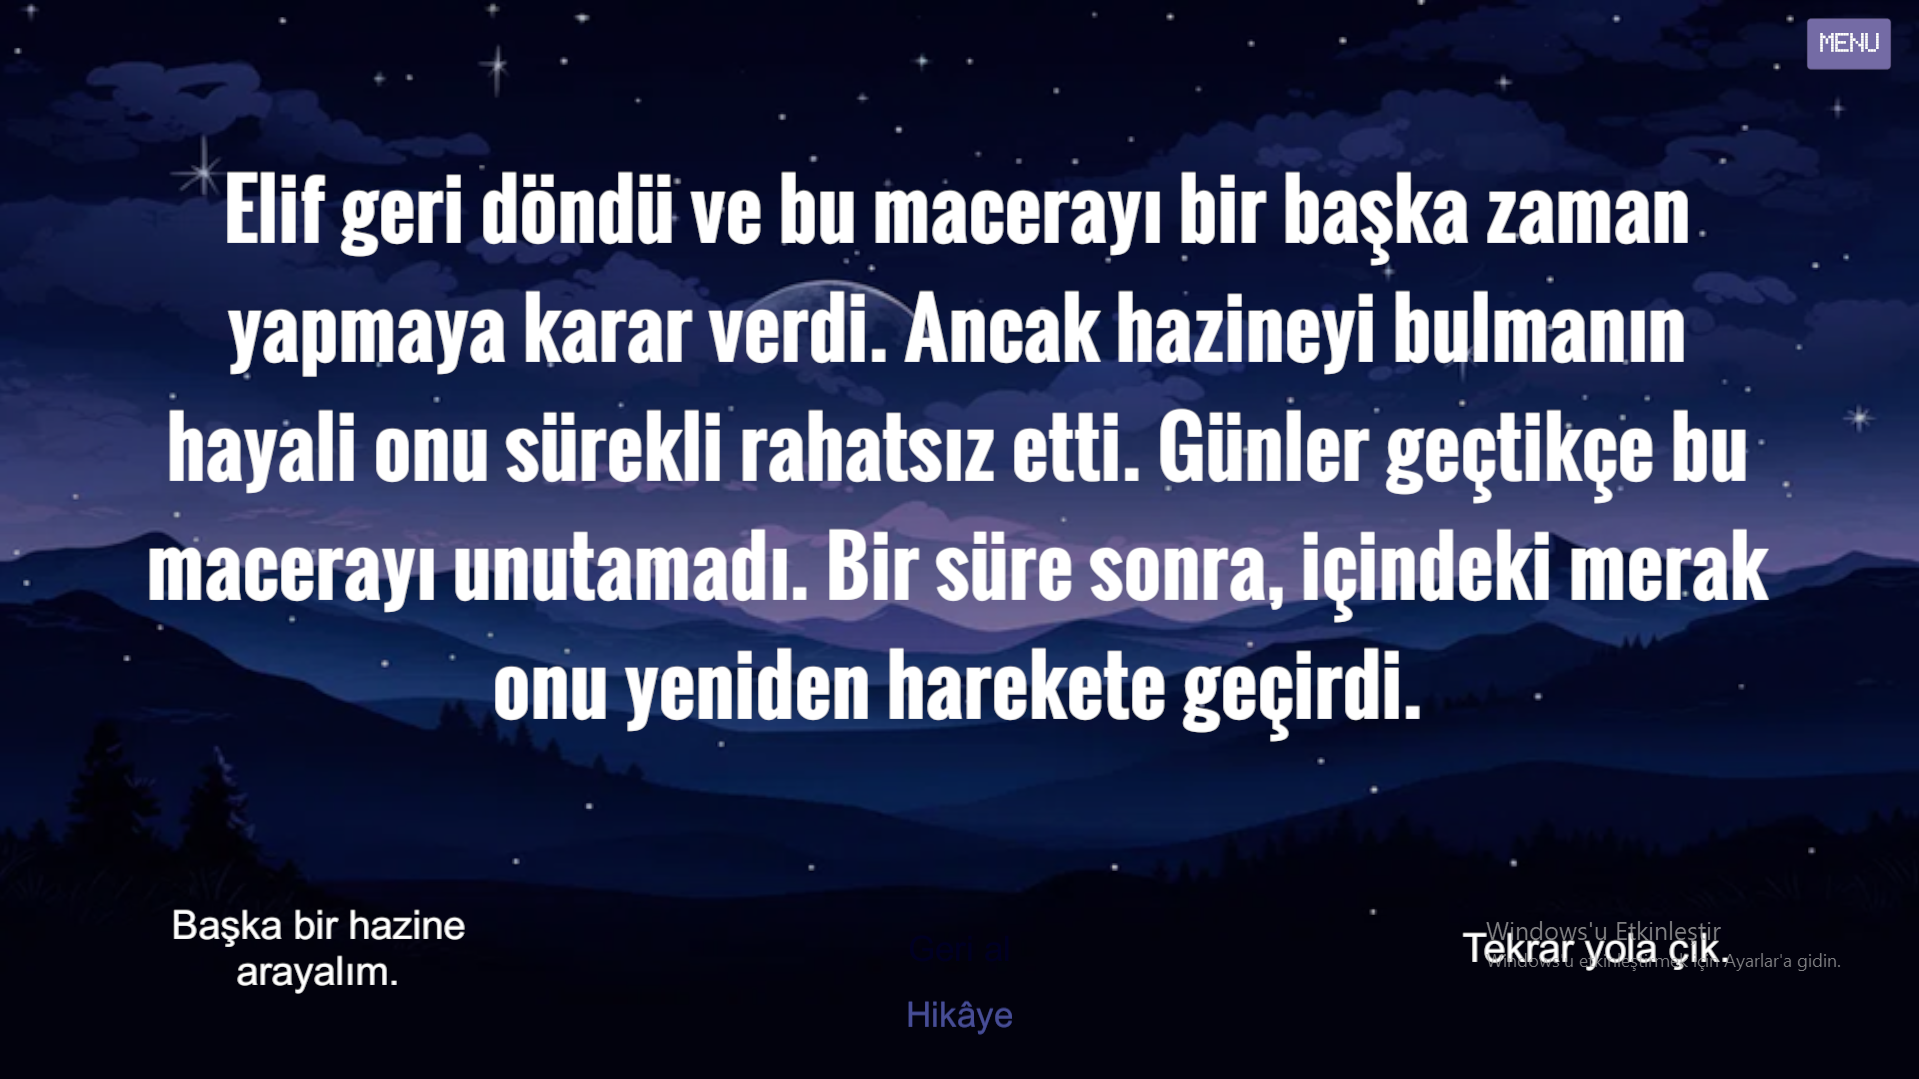 MENU
Elif geri döndü ve bu macerayı bir başka zaman
yapmaya karar verdi. Ancak hazineyi bulmanın
hayali onu sürekli rahatsız etti. Günler geçtikçe bu
macerayı unutamadı. Bir süre sonra, içindeki merak
onu yeniden harekete geçirdi.
Başka bir hazine
arayalım.
Geri al
Hikâye
Tekrar yola çık.
Windows'u Etkinleştir
Windows'u etkinleştirmek için Ayarlar'a gidin.